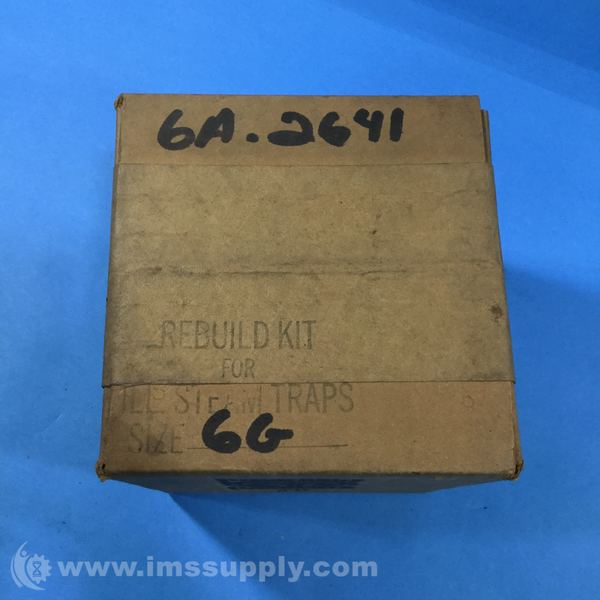 6A.2641
REBUILD KIT
FOR
STEAM TRAPS
SIZE 6G
www.imssupply.com